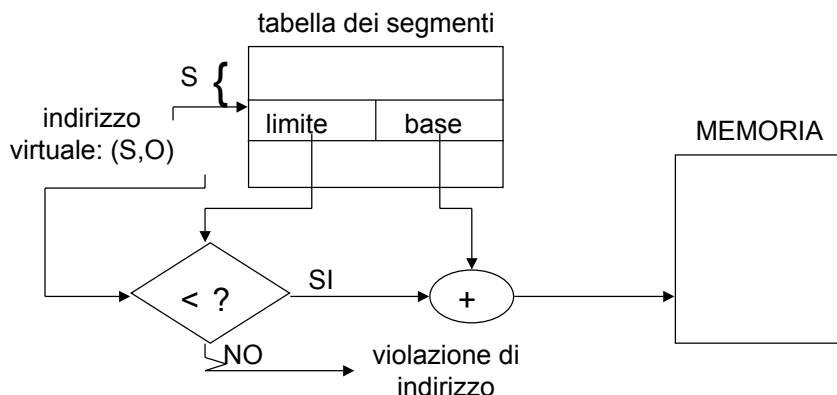 tabella dei segmenti
S {
indirizzo
virtuale: (S,O)
limite
base
MEMORIA
< ?
SI
+
NO
violazione di
indirizzo